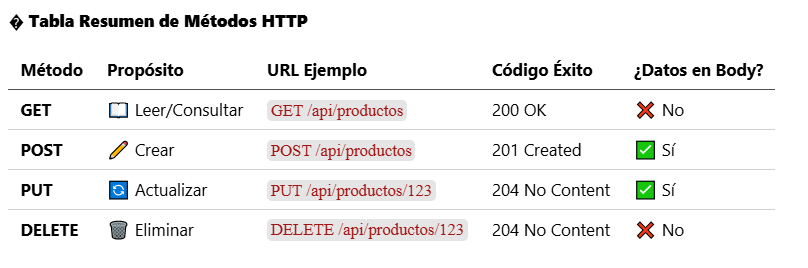 � Tabla Resumen de Métodos HTTP
Método Propósito URL Ejemplo Código Éxito ¿Datos en Body?
GET 📖 Leer/Consultar GET /api/productos 200 OK ❌ No
POST ✏️ Crear POST /api/productos 201 Created ✅ Sí
PUT 🔄 Actualizar PUT /api/productos/123 204 No Content ✅ Sí
DELETE 🗑️ Eliminar DELETE /api/productos/123 204 No Content ❌ No